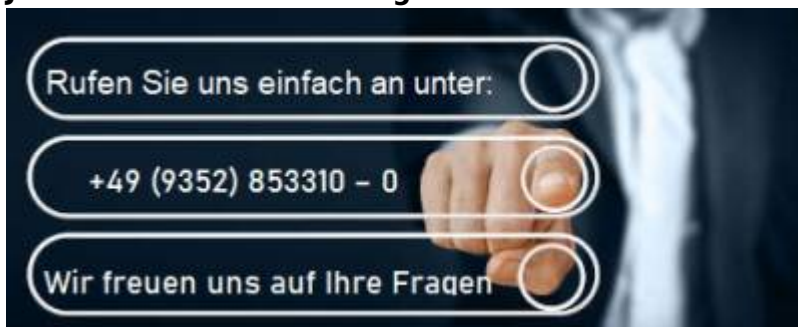 Rufen Sie uns einfach an unter:
+49 (9352) 853310 – 0
Wir freuen uns auf Ihre Fragen